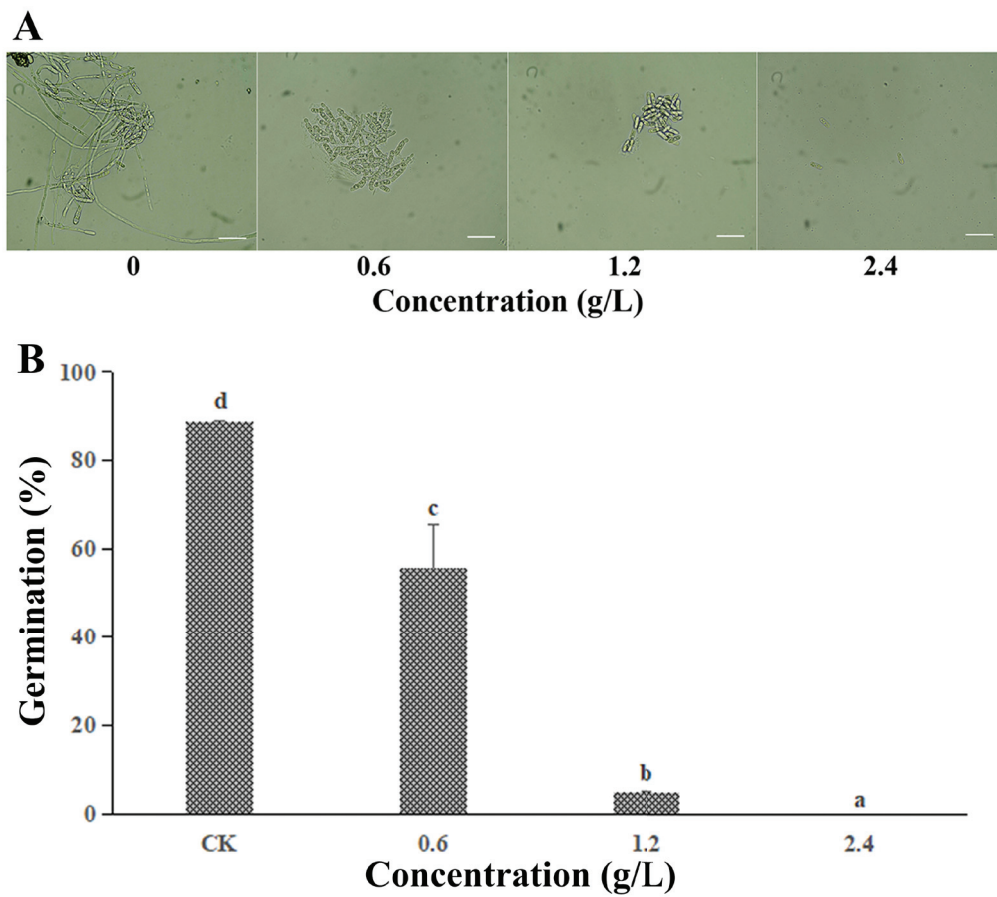 A
0 0.6 1.2 2.4
Concentration (g/L)
B
Germination (%)
100
80
60
40
20
0
d
c
b
a
CK 0.6 1.2 2.4
Concentration (g/L)